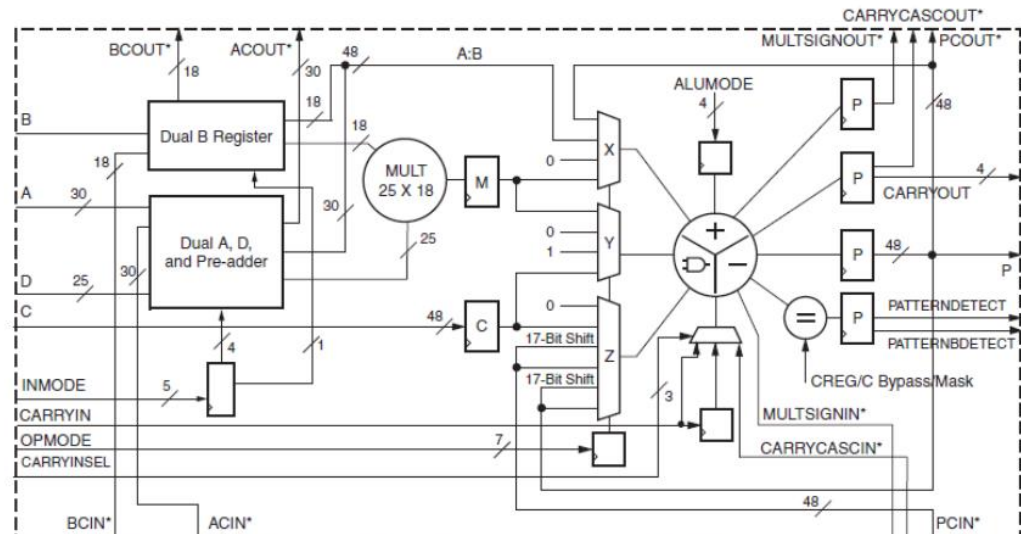 CARRYCASCOUT*
BCOUT* ACOUT* MULTSIGNOUT* PCOUT*
48 A:B
18 30
ALUMODE
18 4 P 48
B 18
Dual B Register
X
18 MULT 0
25 X 18 M P 4
CARRYOUT
A 30 30
Y
Dual A, D, and Pre-adder
0
25 1 P 48
P
30
D 25
C 48 C 0
PATTERNDETECT
17-Bit Shift = P
Z
PATTERNBDETECT
4 1 17-Bit Shift
INMODE 5 3 CREG/C Bypass/Mask
CARRYIN MULTSIGNIN*
OPMODE 7
CARRYINSEL CARRYCASCIN*
48
BCIN* ACIN* PCIN*